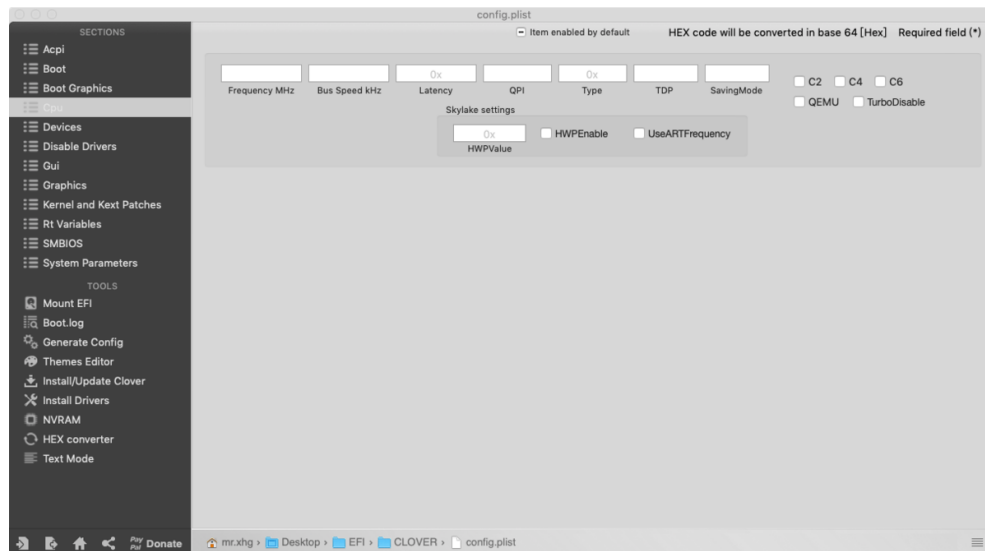 config.plist
SECTIONS
Item enabled by default HEX code will be converted in base 64 [Hex] Required field (*)
Acpi
Boot
Boot Graphics
Cpu
Devices
Disable Drivers
Gui
Graphics
Kernel and Kext Patches
Rt Variables
SMBIOS
System Parameters
TOOLS
Mount EFI
Boot.log
Generate Config
Themes Editor
Install/Update Clover
Install Drivers
NVRAM
HEX converter
Text Mode
Pay Pal Donate
0x 0x
Frequency MHz Bus Speed kHz Latency QPI Type TDP SavingMode
C2 C4 C6
QEMU TurboDisable
Skylake settings
0x HWPEnable UseARTFrequency
HWPValue
mr.xhg › Desktop › EFI › CLOVER › config.plist